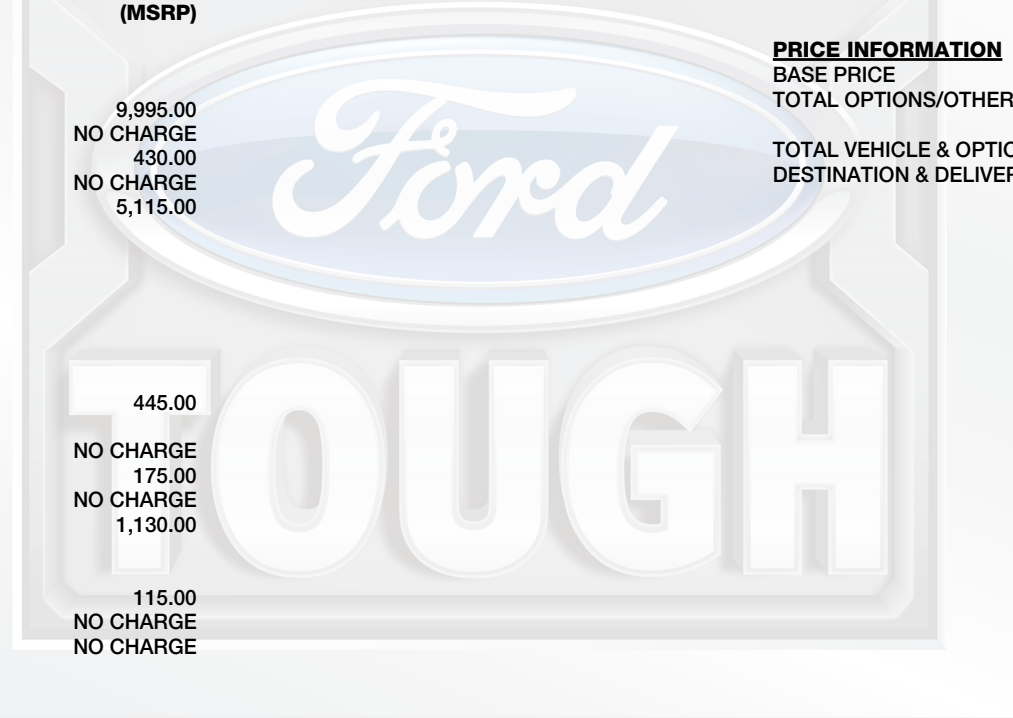 (MSRP)
9,995.00
NO CHARGE
430.00
NO CHARGE
5,115.00
445.00
NO CHARGE
175.00
NO CHARGE
1,130.00
115.00
NO CHARGE
NO CHARGE
PRICE INFORMATION
BASE PRICE
TOTAL OPTIONS/OTHER
TOTAL VEHICLE & OPTIO
DESTINATION & DELIVER
Ford
TOUGH